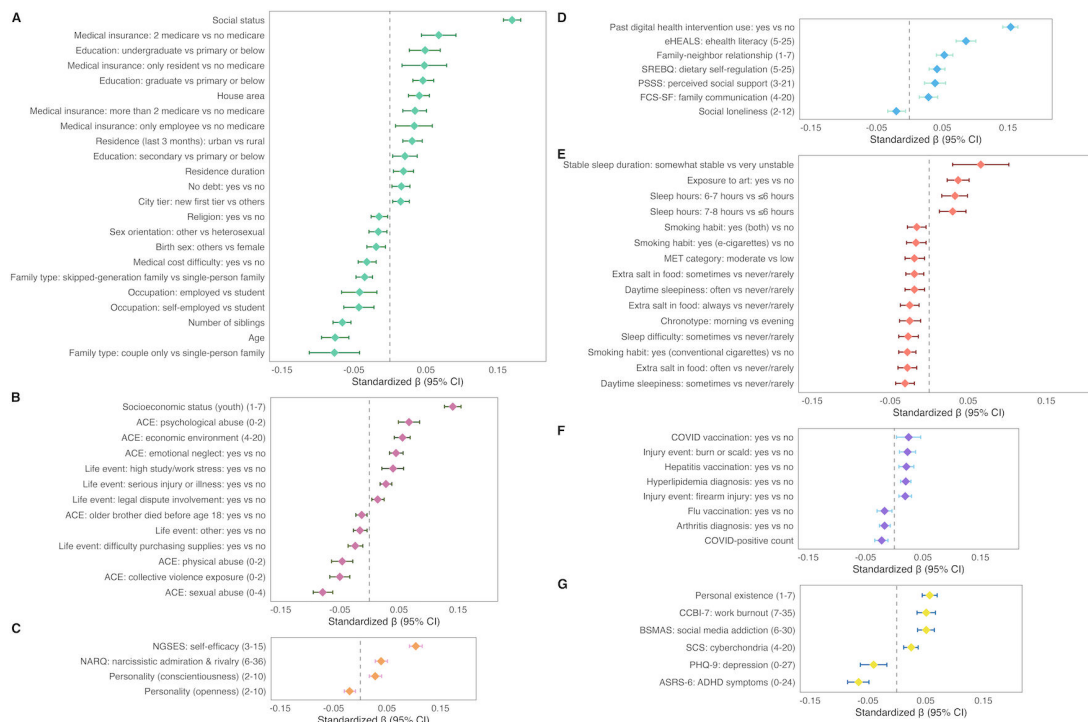 A
Social status
Medical insurance: 2 medicare vs no medicare
Education: undergraduate vs primary or below
Medical insurance: only resident vs no medicare
Education: graduate vs primary or below
House area
Medical insurance: more than 2 medicare vs no medicare
Medical insurance: only employee vs no medicare
Residence (last 3 months): urban vs rural
Education: secondary vs primary or below
Residence duration
No debt: yes vs no
City tier: new first tier vs others
Religion: yes vs no
Sex orientation: other vs heterosexual
Birth sex: others vs female
Medical cost difficulty: yes vs no
Family type: skipped-generation family vs single-person family
Occupation: employed vs student
Occupation: self-employed vs student
Number of siblings
Age
Family type: couple only vs single-person family
-0.15 -0.05 0.05 0.15
Standardized β (95% CI)
B
Socioeconomic status (youth) (1-7)
ACE: psychological abuse (0-2)
ACE: economic environment (4-20)
ACE: emotional neglect: yes vs no
Life event: high study/work stress: yes vs no
Life event: serious injury or illness: yes vs no
Life event: legal dispute involvement: yes vs no
ACE: older brother died before age 18: yes vs no
Life event: other: yes vs no
Life event: difficulty purchasing supplies: yes vs no
ACE: physical abuse (0-2)
ACE: collective violence exposure (0-2)
ACE: sexual abuse (0-4)
-0.15 -0.05 0.05 0.15
Standardized β (95% CI)
C
NGSES: self-efficacy (3-15)
NARQ: narcissistic admiration & rivalry (6-36)
Personality (conscientiousness) (2-10)
Personality (openness) (2-10)
-0.15 -0.05 0.05 0.15
Standardized β (95% CI)
D
Past digital health intervention use: yes vs no
eHEALS: ehealth literacy (5-25)
Family-neighbor relationship (1-7)
SREBQ: dietary self-regulation (5-25)
PSSS: perceived social support (3-21)
FCS-SF: family communication (4-20)
Social loneliness (2-12)
-0.05 0.05 0.15
Standardized β (95% CI)
E
Stable sleep duration: somewhat stable vs very unstable
Exposure to art: yes vs no
Sleep hours: 6-7 hours vs ≤6 hours
Sleep hours: 7-8 hours vs ≤6 hours
Smoking habit: yes (both) vs no
Smoking habit: yes (e-cigarettes) vs no
MET category: moderate vs low
Extra salt in food: sometimes vs never/rarely
Daytime sleepiness: often vs never/rarely
Extra salt in food: always vs never/rarely
Chronotype: morning vs evening
Sleep difficulty: sometimes vs never/rarely
Smoking habit: yes (conventional cigarettes) vs no
Extra salt in food: often vs never/rarely
Daytime sleepiness: sometimes vs never/rarely
-0.15 -0.05 0.05 0.15
Standardized β (95% CI)
F
COVID vaccination: yes vs no
Injury event: burn or scald: yes vs no
Hepatitis vaccination: yes vs no
Hyperlipidemia diagnosis: yes vs no
Injury event: firearm injury: yes vs no
Flu vaccination: yes vs no
Arthritis diagnosis: yes vs no
COVID-positive count
-0.15 -0.05 0.05 0.15
Standardized β (95% CI)
G
Personal existence (1-7)
CCBI-7: work burnout (7-35)
BSMAS: social media addiction (6-30)
SCS: cyberchondria (4-20)
PHQ-9: depression (0-27)
ASRS-6: ADHD symptoms (0-24)
-0.15 -0.05 0.05 0.15
Standardized β (95% CI)